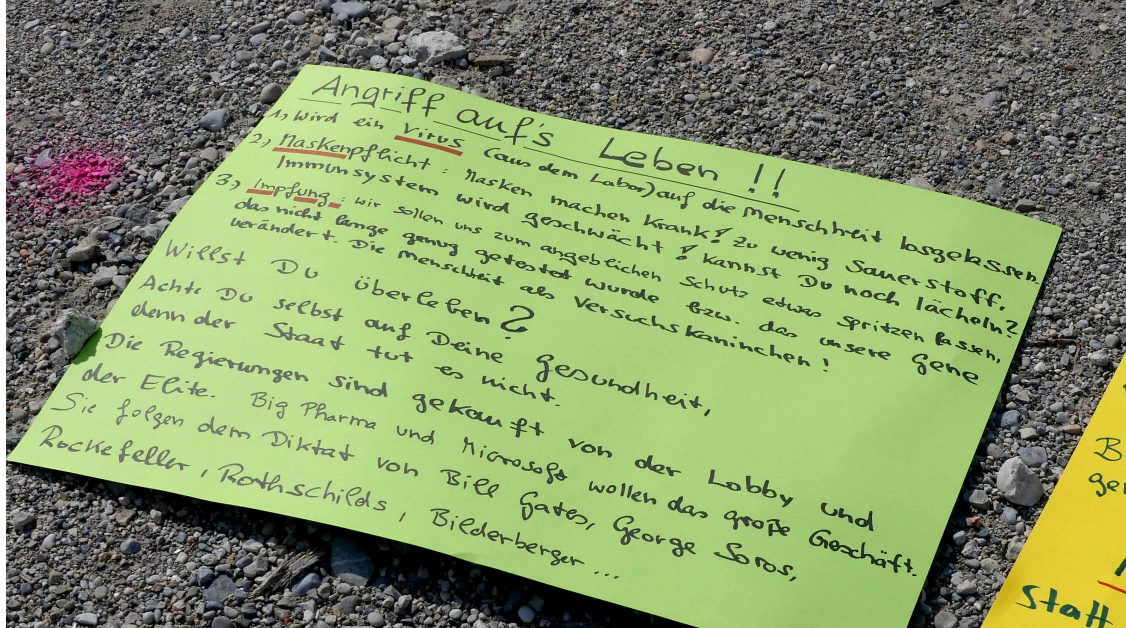 Angriff auf's Leben !!
1.) Wird ein Virus (aus dem Labor) auf die Menschheit losgelassen.
2.) Maskenpflicht: Masken machen krank! Zu wenig Sauerstoff,
Immunsystem wird geschwächt! Kannst Du noch lächeln?
3.) Impfung: wir sollen uns zum angeblichen Schutz etwas spritzen lassen,
das nicht lange genug getestet wurde bzw. das unsere Gene
verändert. Die Menschheit als Versuchskaninchen!
Willst Du überleben?
Achte Du selbst auf Deine Gesundheit,
denn der Staat tut es nicht.
Die Regierungen sind gekauft von der Lobby und
der Elite. Big Pharma und Microsoft wollen das große Geschäft.
Sie folgen dem Diktat von Bill Gates, George Soros,
Rockefeller, Rothschilds, Bilderberger ...
Statt